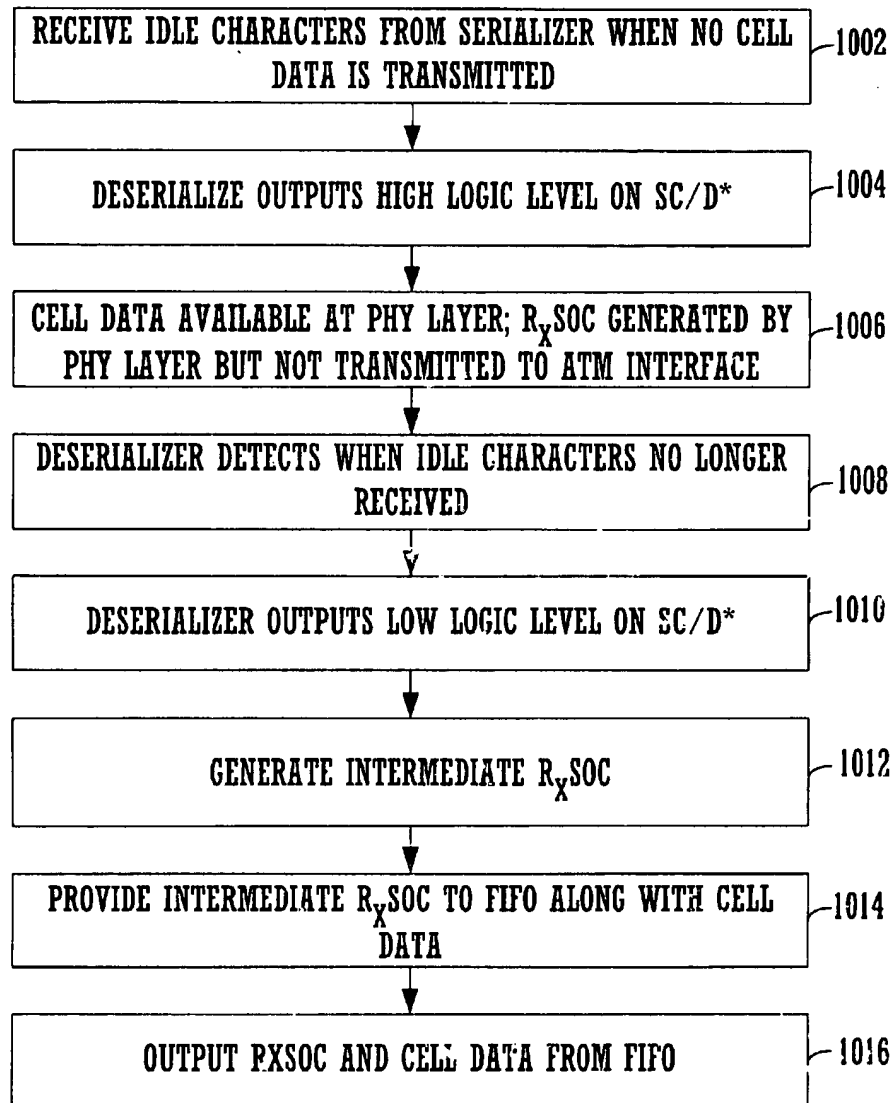 RECEIVE IDLE CHARACTERS FROM SERIALIZER WHEN NO CELL
DATA IS TRANSMITTED
1002
DESERIALIZE OUTPUTS HIGH LOGIC LEVEL ON SC/D*
1004
CELL DATA AVAILABLE AT PHY LAYER; RXSOC GENERATED BY
PHY LAYER BUT NOT TRANSMITTED TO ATM INTERFACE
1006
DESERIALIZER DETECTS WHEN IDLE CHARACTERS NO LONGER
RECEIVED
1008
DESERIALIZER OUTPUTS LOW LOGIC LEVEL ON SC/D*
1010
GENERATE INTERMEDIATE RXSOC
1012
PROVIDE INTERMEDIATE RXSOC TO FIFO ALONG WITH CELL
DATA
1014
OUTPUT RXSOC AND CELL DATA FROM FIFO
1016